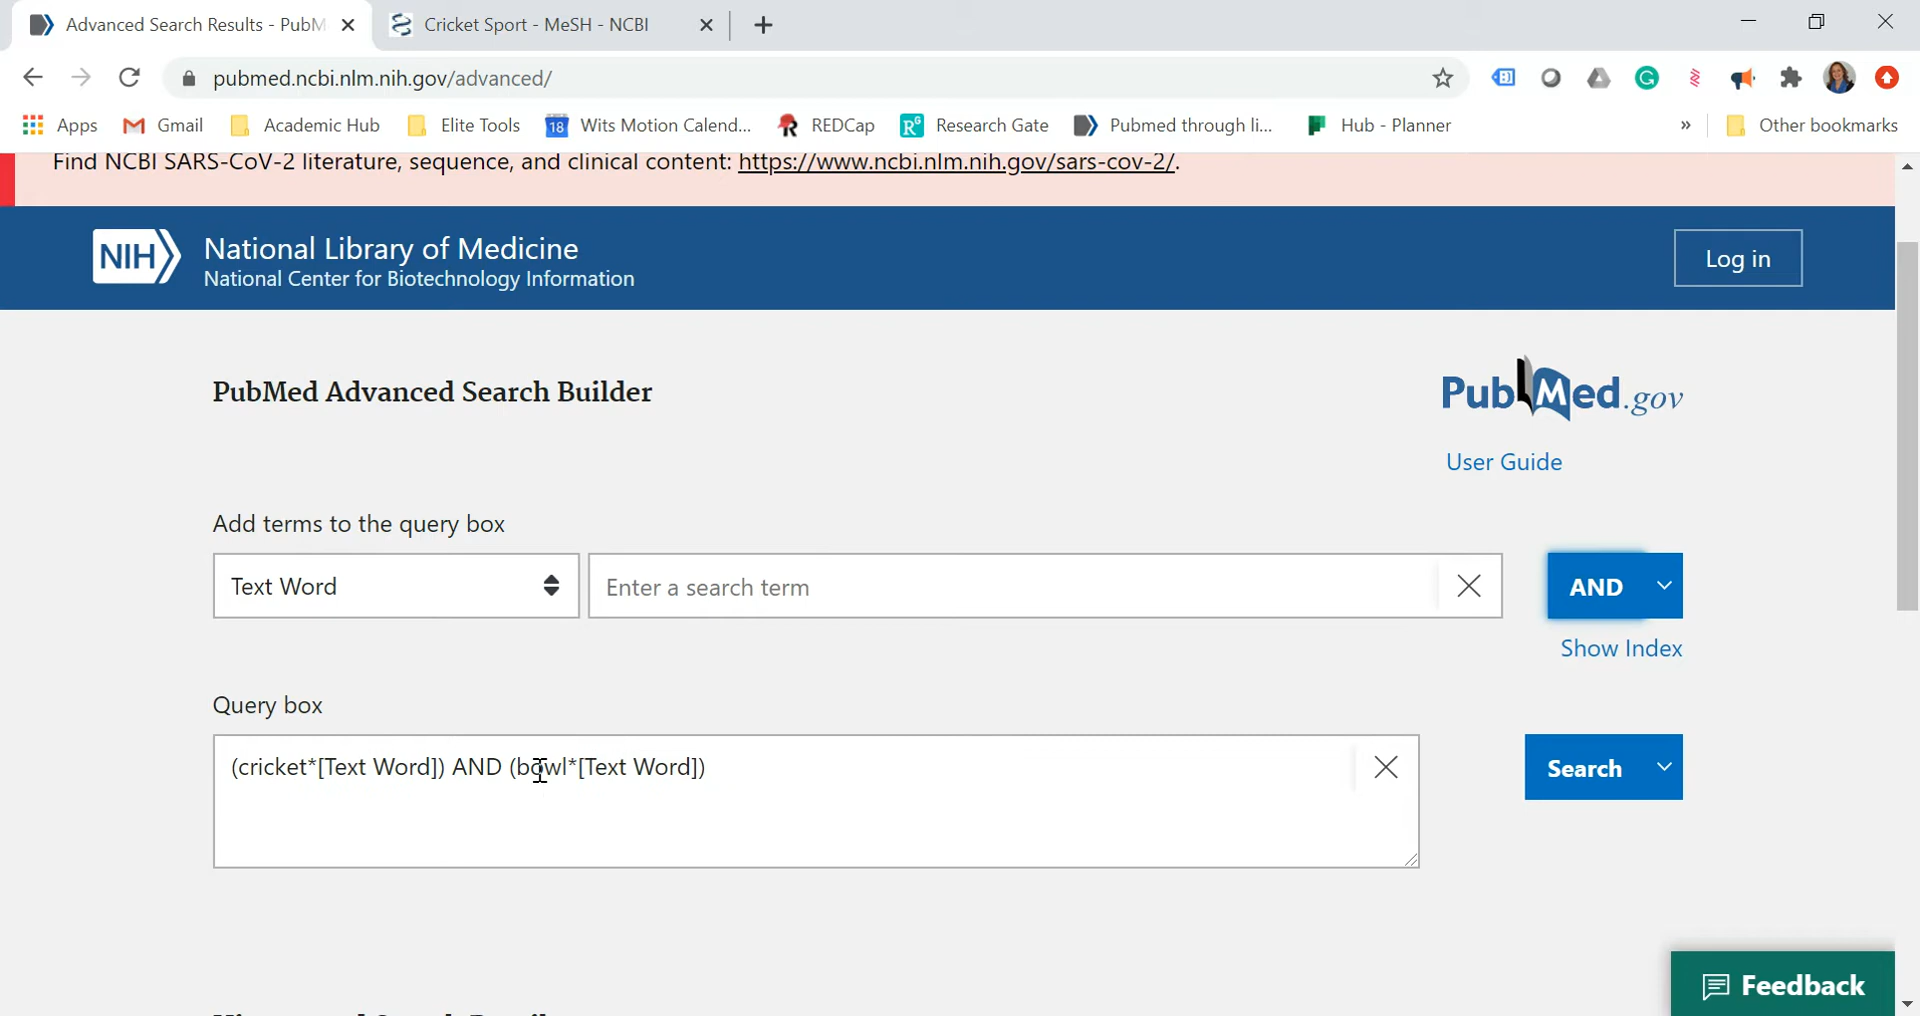 Advanced Search Results - PubM
Cricket Sport - MeSH - NCBI
pubmed.ncbi.nlm.nih.gov/advanced/
Apps Gmail Academic Hub Elite Tools 18 Wits Motion Calend... REDCap RG Research Gate Pubmed through li... Hub - Planner » Other bookmarks
Find NCBI SARS-CoV-2 literature, sequence, and clinical content: https://www.ncbi.nlm.nih.gov/sars-cov-2/.
NIH National Library of Medicine
National Center for Biotechnology Information
Log in
PubMed Advanced Search Builder
PubMed.gov
User Guide
Add terms to the query box
Text Word Enter a search term AND
Show Index
Query box
(cricket*[Text Word]) AND (bowl*[Text Word])
Search
Feedback